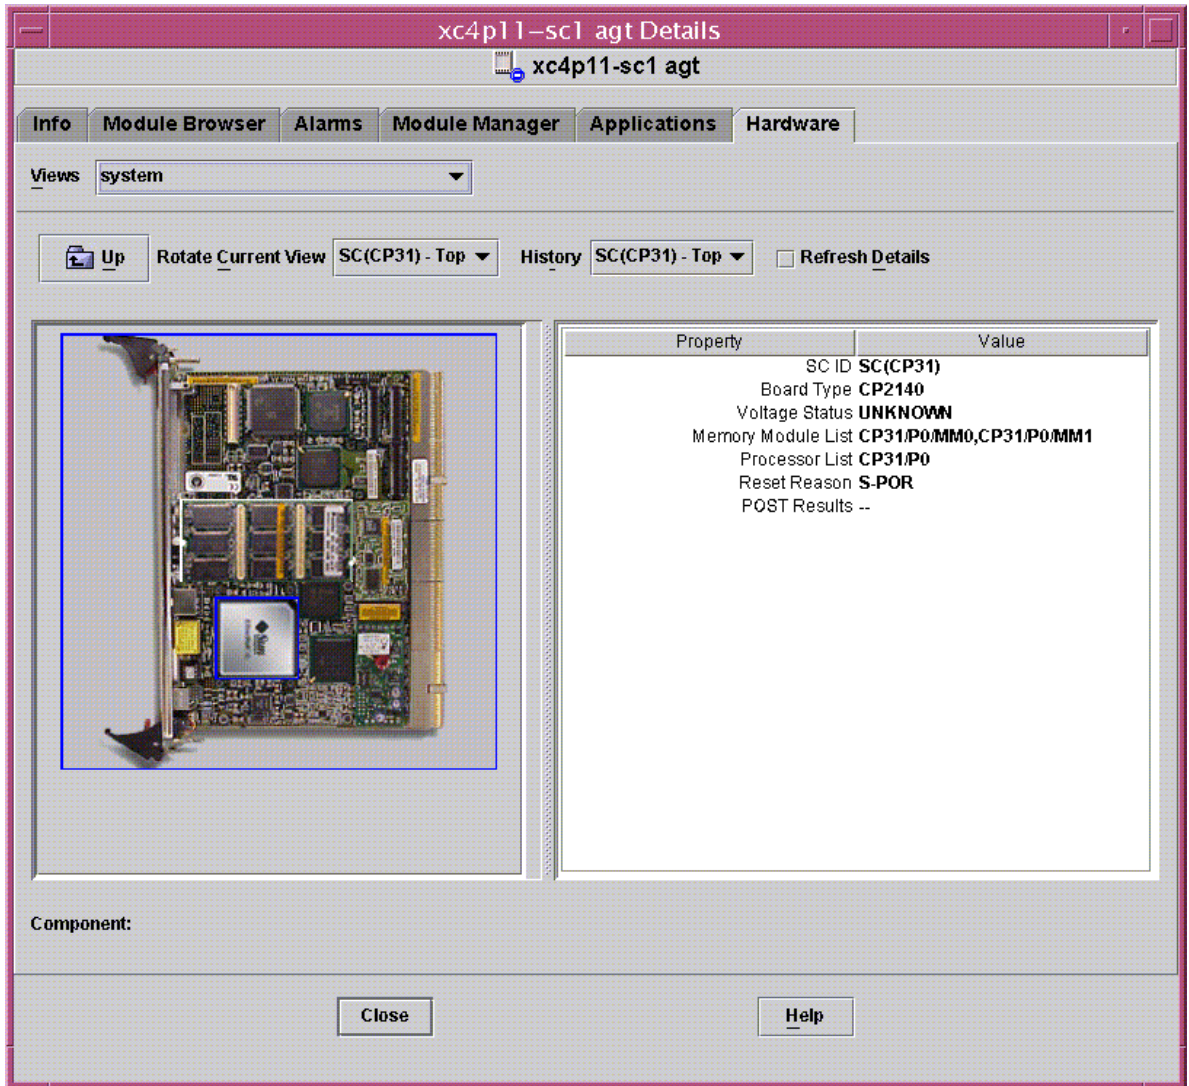 xc4p11-sc1 agt Details
xc4p11-sc1 agt
Info Module Browser Alarms Module Manager Applications Hardware
Views system
Up Rotate Current View SC(CP31) - Top History SC(CP31) - Top Refresh Details
Property Value
SC ID SC(CP31)
Board Type CP2140
Voltage Status UNKNOWN
Memory Module List CP31/P0/MM0,CP31/P0/MM1
Processor List CP31/P0
Reset Reason S-POR
POST Results --
Sun
Component:
Close Help